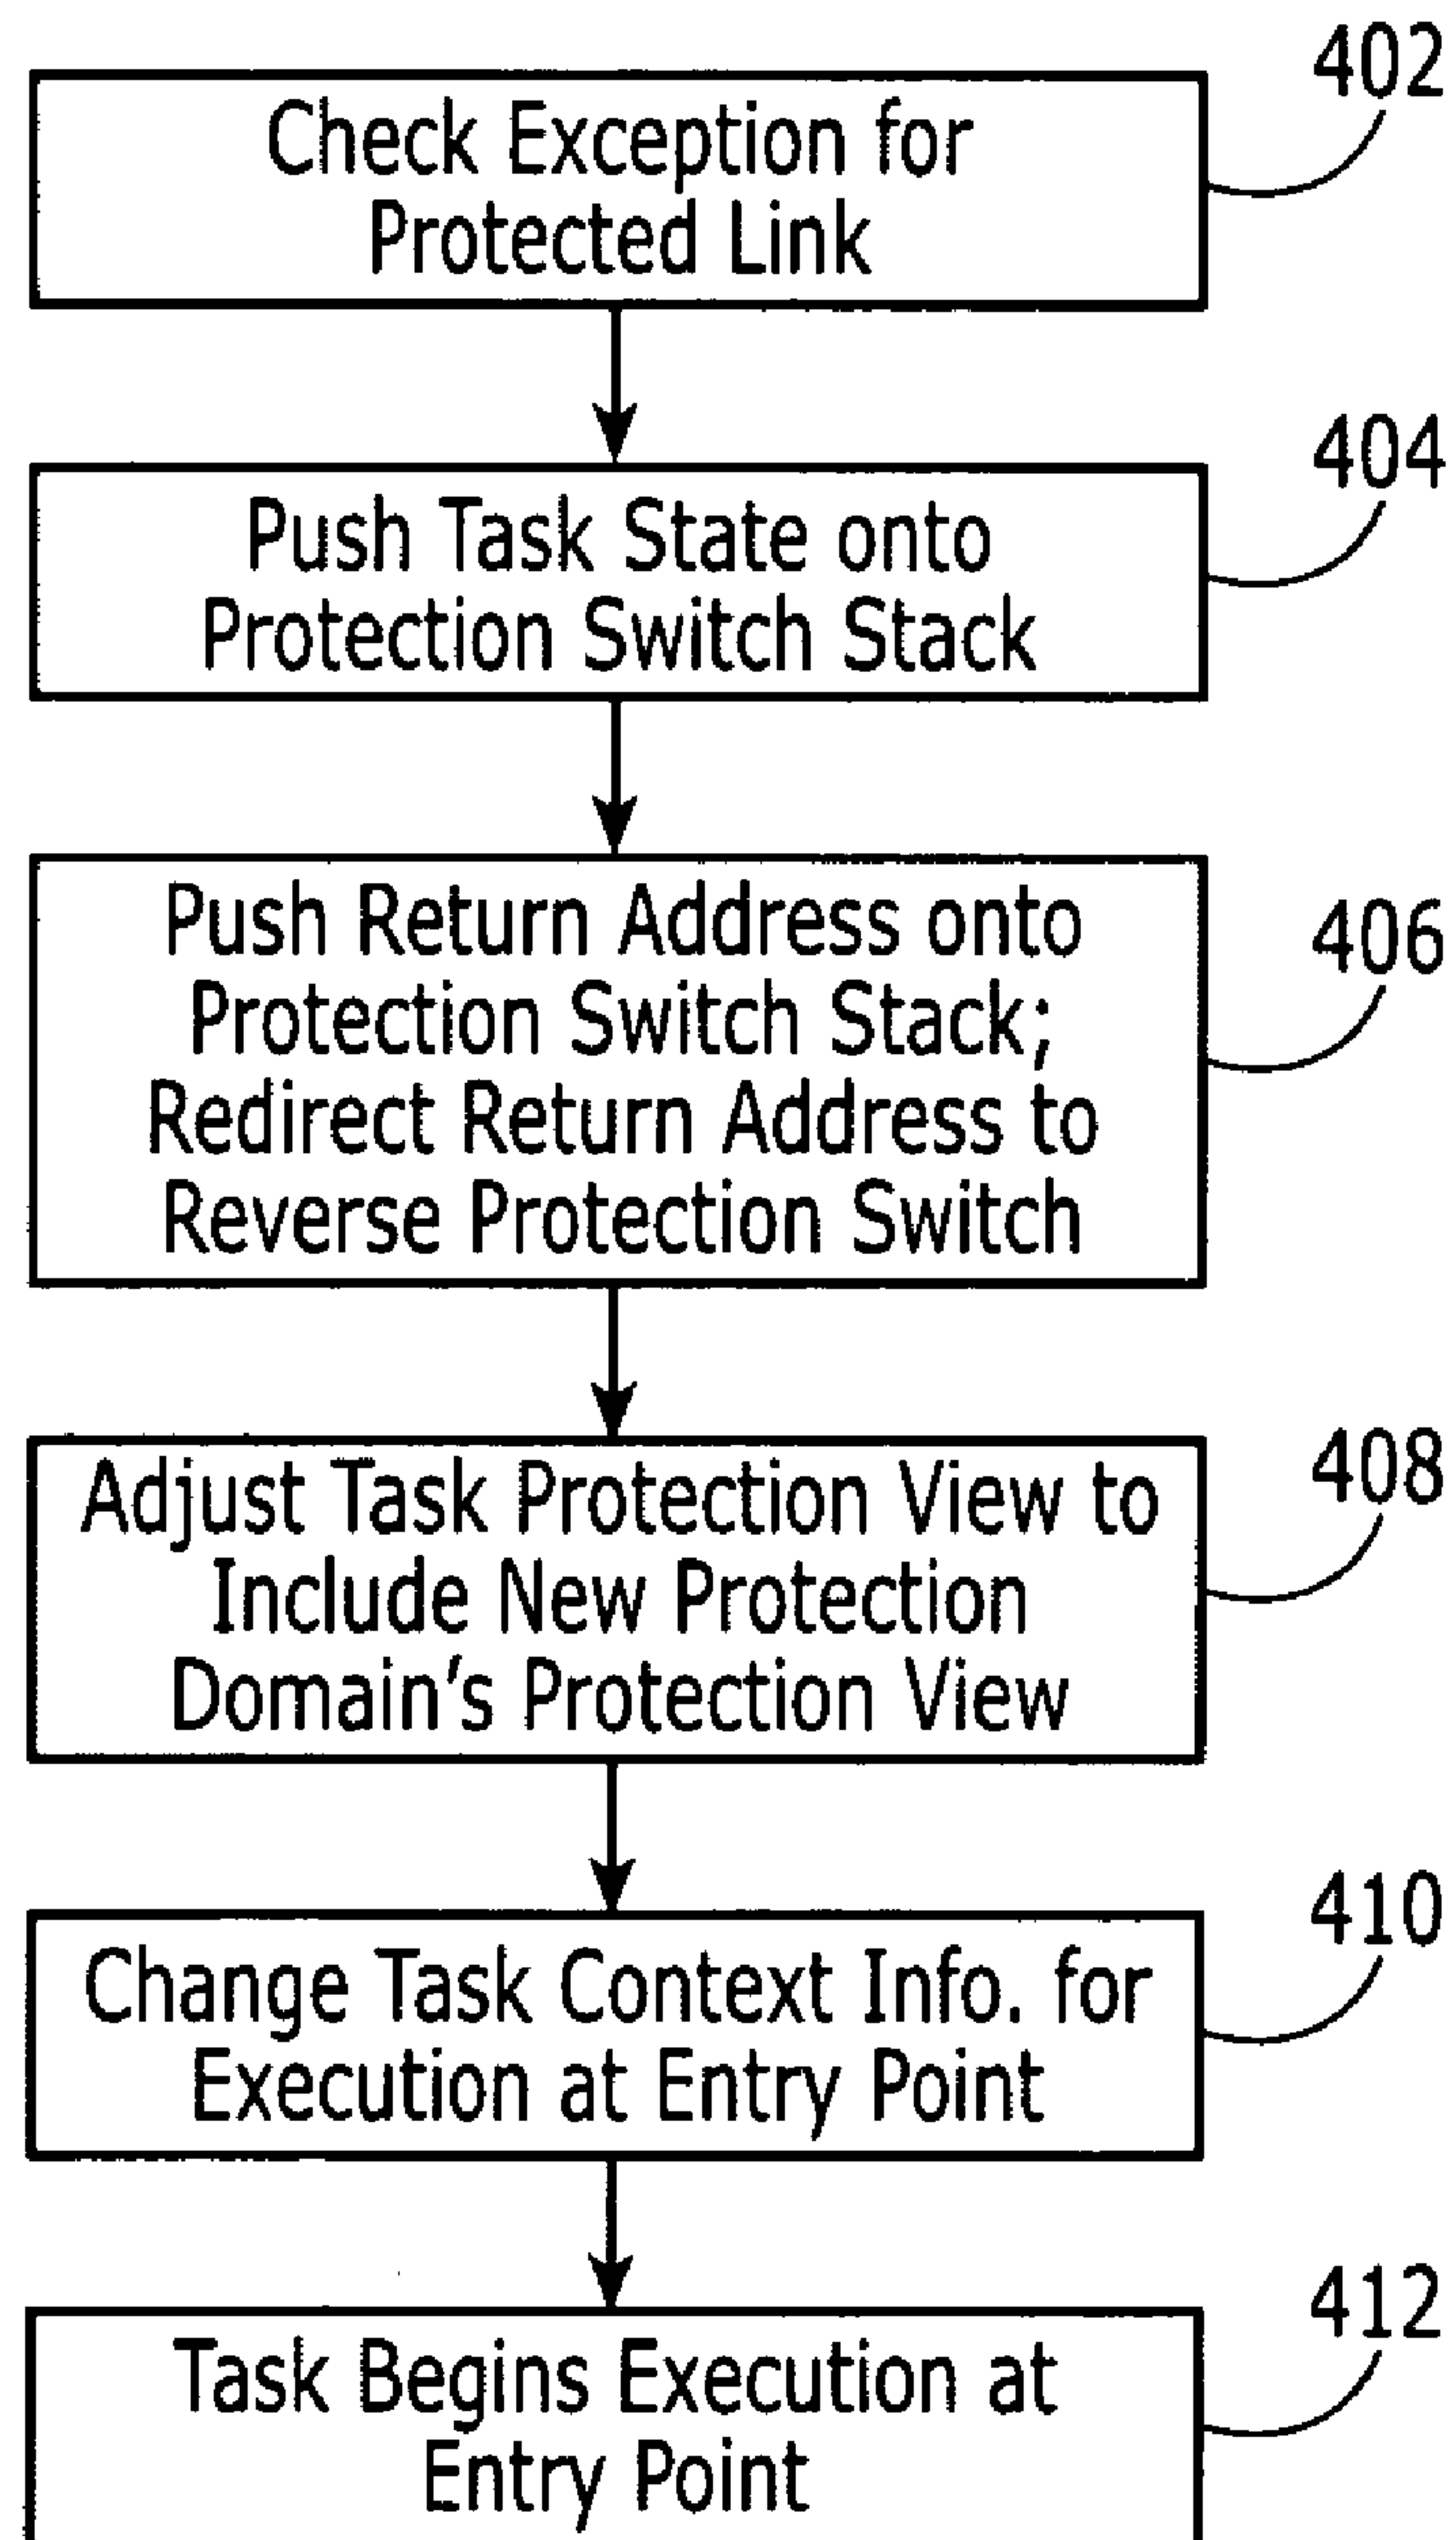 402
Check Exception for
Protected Link
404
Push Task State onto
Protection Switch Stack
406
Push Return Address onto
Protection Switch Stack;
Redirect Return Address to
Reverse Protection Switch
408
Adjust Task Protection View to
Include New Protection
Domain's Protection View
410
Change Task Context Info. for
Execution at Entry Point
412
Task Begins Execution at
Entry Point